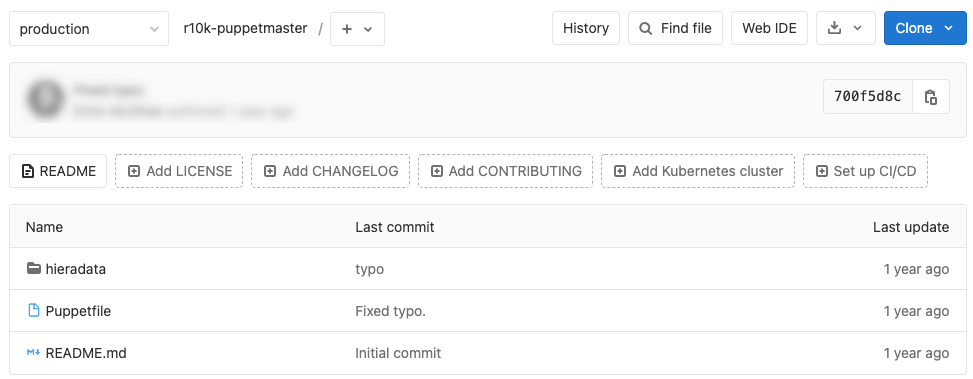 production r10k-puppetmaster / + History Find file Web IDE Clone
700f5d8c
README Add LICENSE Add CHANGELOG Add CONTRIBUTING Add Kubernetes cluster Set up CI/CD
Name Last commit Last update
hieradata typo 1 year ago
Puppetfile Fixed typo. 1 year ago
README.md Initial commit 1 year ago